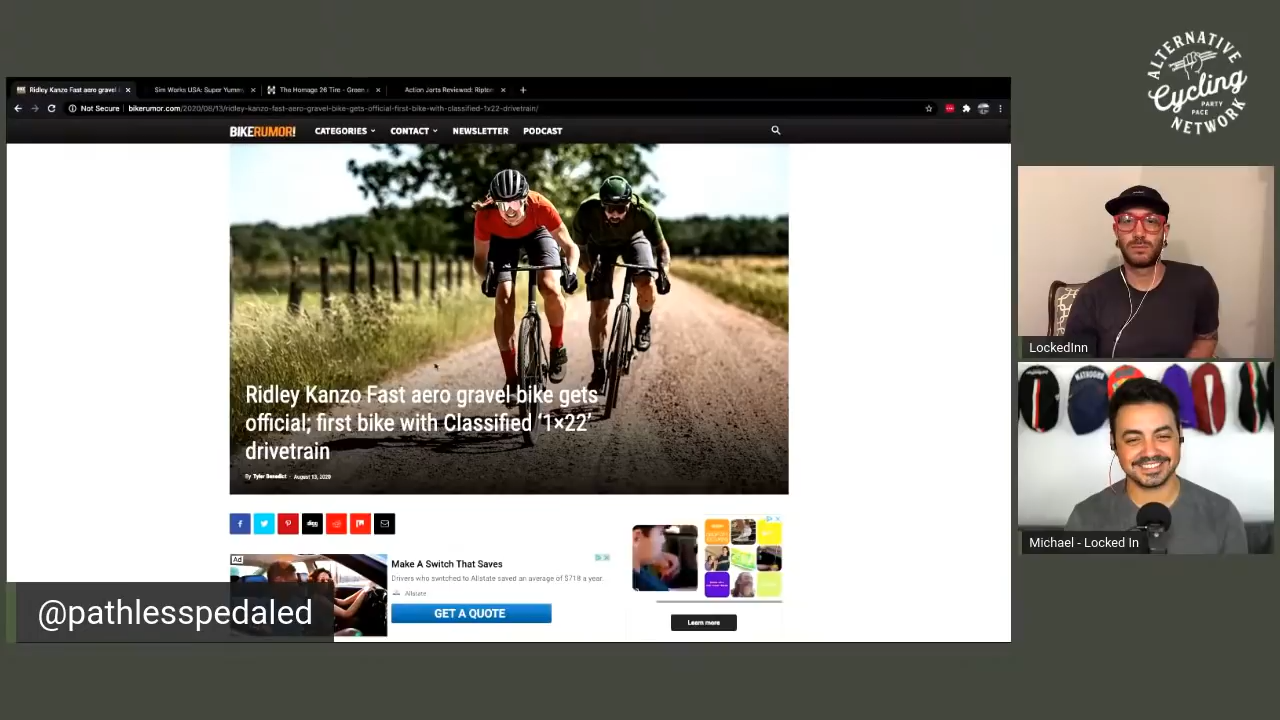 Ridley Kanzo Fast aero gravel
Sim Works USA: Super Yummy
The Homage 26 Tire - Green
Action Jorts Reviewed: Ripton
Not Secure
bikerumor.com/2020/08/13/ridley-kanzo-fast-aero-gravel-bike-gets-official-first-bike-with-classified-1x22-drivetrain/
BIKERUMOR!
CATEGORIES
CONTACT
NEWSLETTER
PODCAST
Ridley Kanzo Fast aero gravel bike gets
official; first bike with Classified ‘1×22’
drivetrain
By Tyler Benedict - August 13, 2020
digg
Ad
Make A Switch That Saves
Drivers who switched to Allstate saved an average of $718 a year.
Allstate
GET A QUOTE
Learn more
@pathlesspedaled
ALTERNATIVE
Cycling
PARTY
PACE
NETWORK
LockedInn
Michael - Locked In